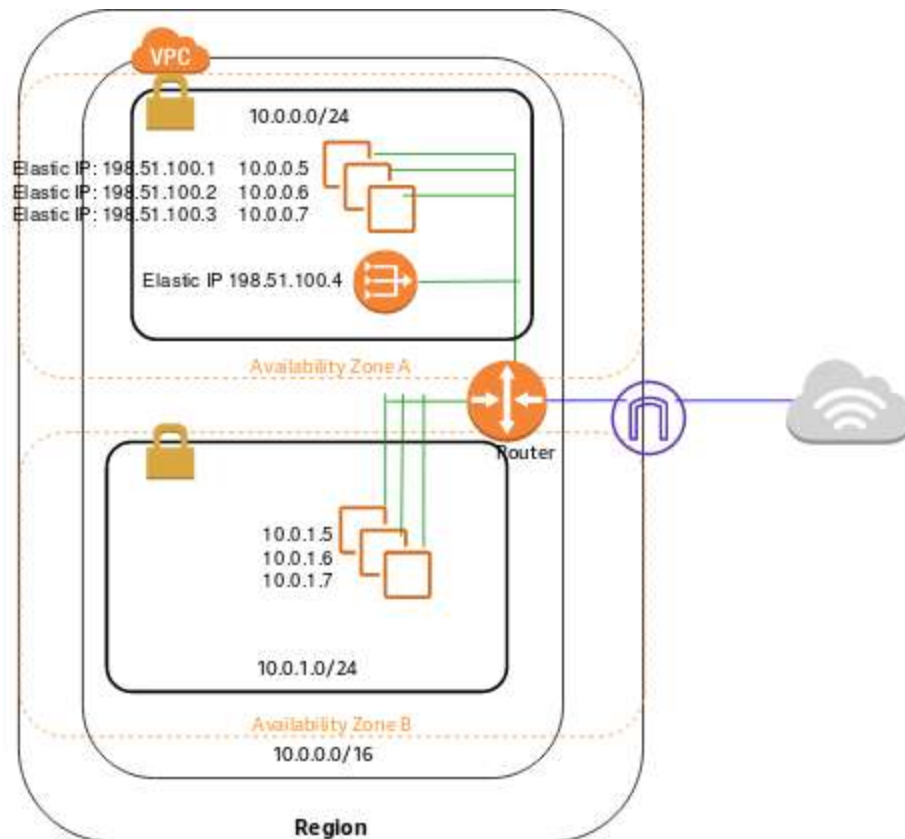 VPC
10.0.0.0/24
Elastic IP: 198.51.100.1 10.0.0.5
Elastic IP: 198.51.100.2 10.0.0.6
Elastic IP: 198.51.100.3 10.0.0.7
Elastic IP 198.51.100.4
Availability Zone A
Router
10.0.1.5
10.0.1.6
10.0.1.7
10.0.1.0/24
Availability Zone B
10.0.0.0/16
Region